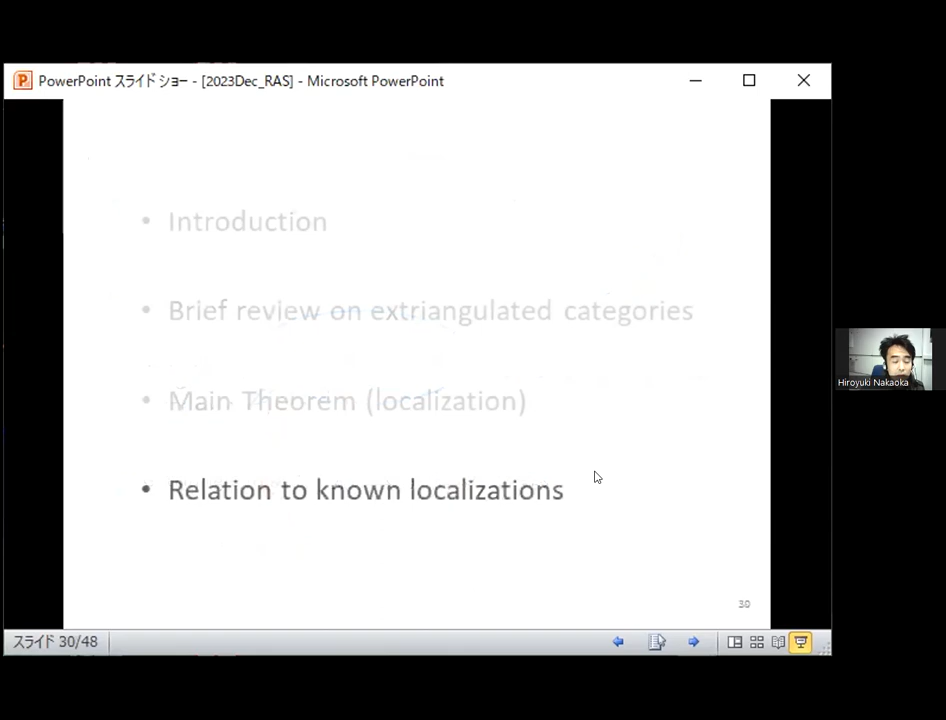 PowerPoint スライド ショー - [2023Dec_RAS] - Microsoft PowerPoint
• Introduction
• Brief review on extriangulated categories
• Main Theorem (localization)
• Relation to known localizations
30
スライド 30/48
Hiroyuki Nakaoka